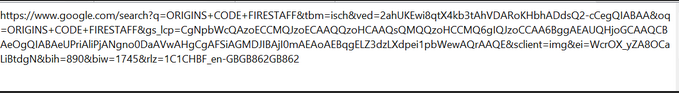 https://www.google.com/search?q=ORIGINS+CODE+FIRESTAFF&tbm=isch&ved=2ahUKEwi8qtX4kb3tAhVDARoKHbhADdsQ2-cCegQIABAA&oq
=ORIGINS+CODE+FIRESTAFF&gs_lcp=CgNpbWcQAzoECCMQJzoECAAQQzoHCAAQsQMQQzoHCCMQ6gIQJzoCCAA6BggAEAUQHjoGCAAQCB
AeOgQIABAeUPriAliPjANgno0DaAVwAHgCgAFSiAGMDJIBAjI0mAEAoAEBqgELZ3dzLXdpei1pbWewAQrAAQE&sclient=img&ei=WcrOX_yZA8OCa
LiBtdgN&bih=890&biw=1745&rlz=1C1CHBF_en-GBGB862GB862